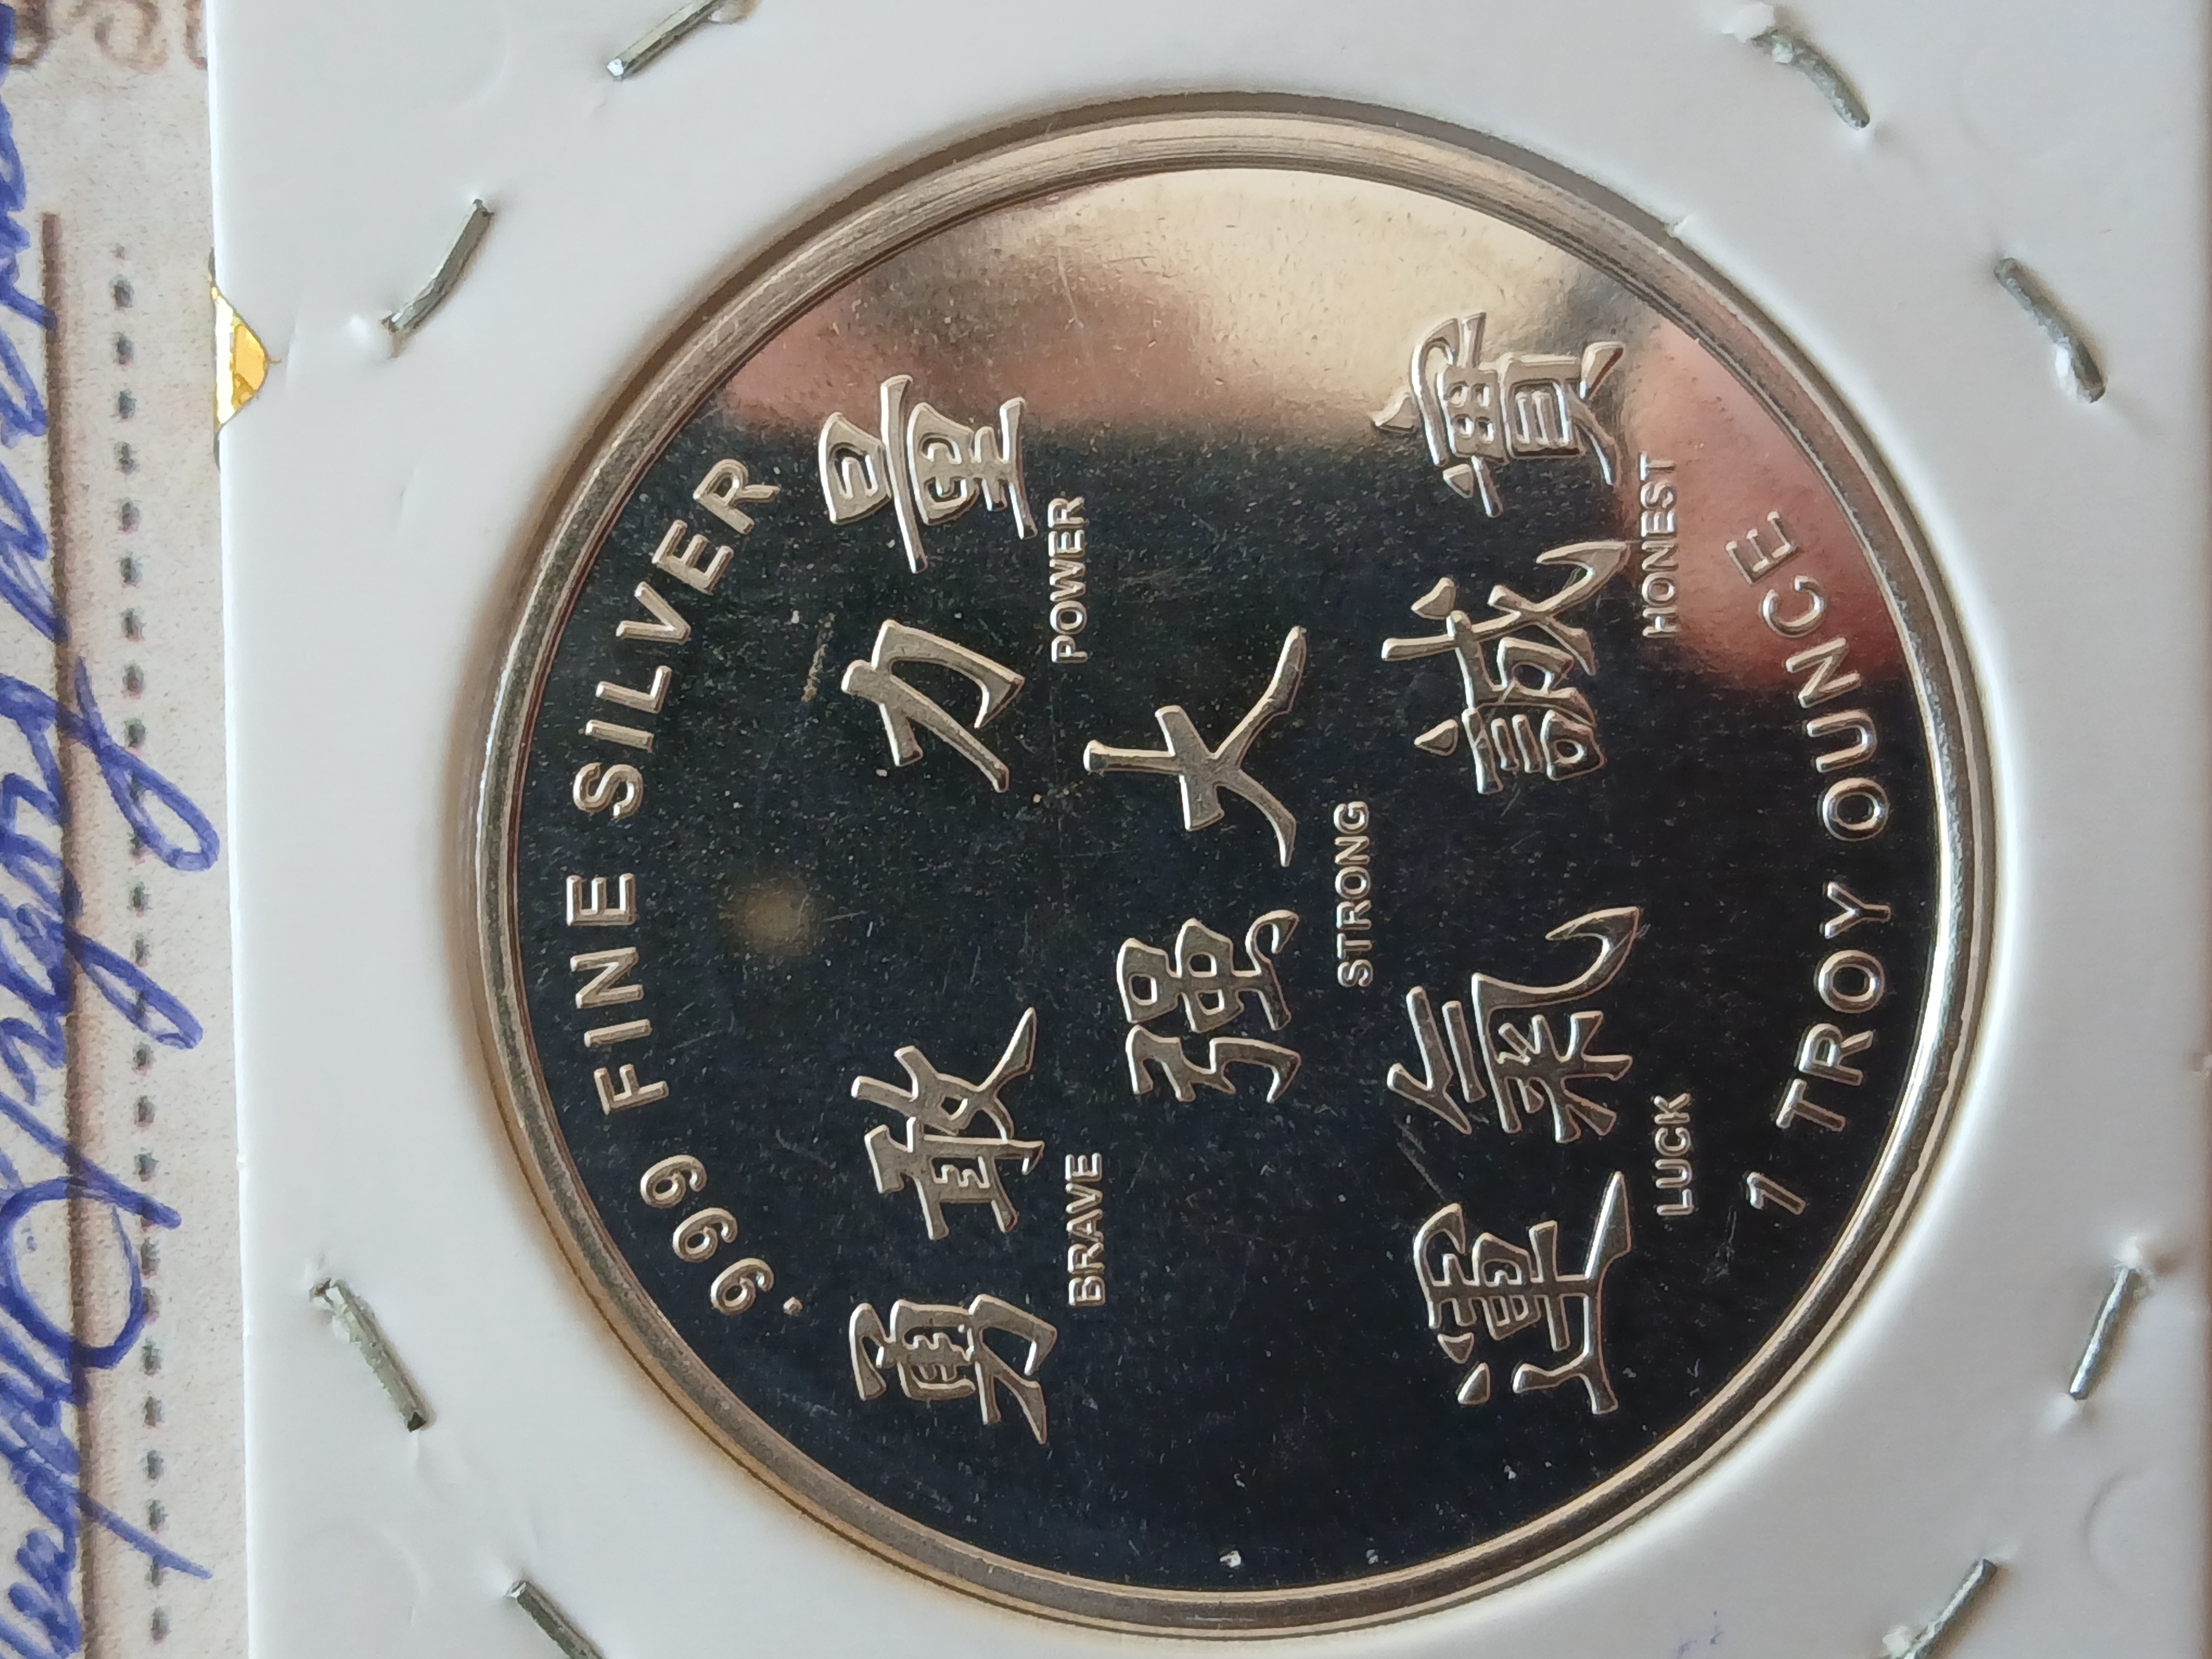 .999 FINE SILVER
勇敢 力量
BRAVE POWER
强大
STRONG
運氣 誠實
LUCK HONEST
1 TROY OUNCE